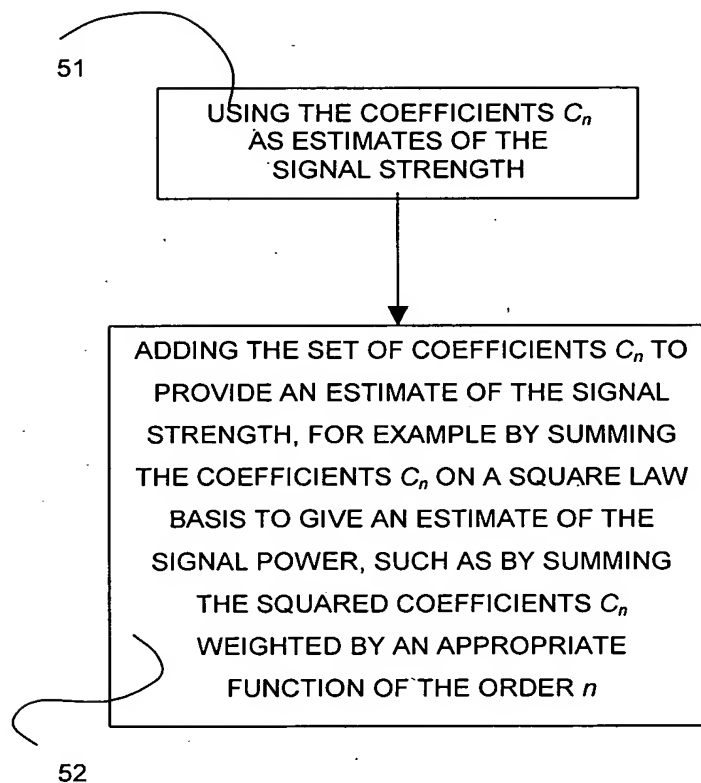 51
USING THE COEFFICIENTS Cn
AS ESTIMATES OF THE
SIGNAL STRENGTH
ADDING THE SET OF COEFFICIENTS Cn TO
PROVIDE AN ESTIMATE OF THE SIGNAL
STRENGTH, FOR EXAMPLE BY SUMMING
THE COEFFICIENTS Cn ON A SQUARE LAW
BASIS TO GIVE AN ESTIMATE OF THE
SIGNAL POWER, SUCH AS BY SUMMING
THE SQUARED COEFFICIENTS Cn
WEIGHTED BY AN APPROPRIATE
FUNCTION OF THE ORDER n
52